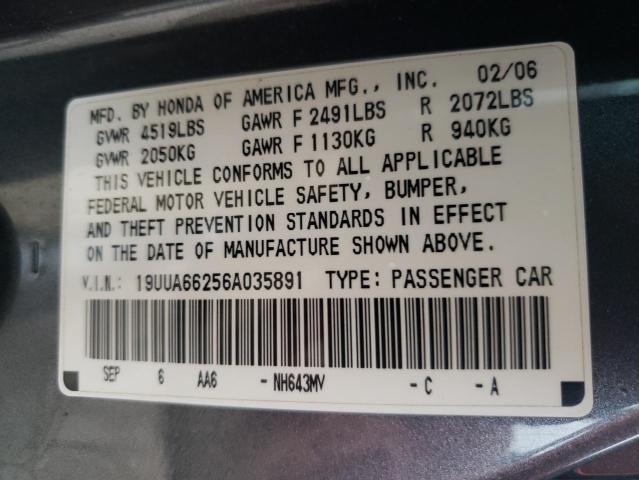 MFD. BY HONDA OF AMERICA MFG., INC. 02/06
GVWR 4519LBS GAWR F 2491LBS R 2072LBS
GVWR 2050KG GAWR F 1130KG R 940KG
THIS VEHICLE CONFORMS TO ALL APPLICABLE
FEDERAL MOTOR VEHICLE SAFETY, BUMPER,
AND THEFT PREVENTION STANDARDS IN EFFECT
ON THE DATE OF MANUFACTURE SHOWN ABOVE.
V.I.N.: 19UUA66256A035891 TYPE: PASSENGER CAR
SEP 6 AA6 -NH643MV -C -A